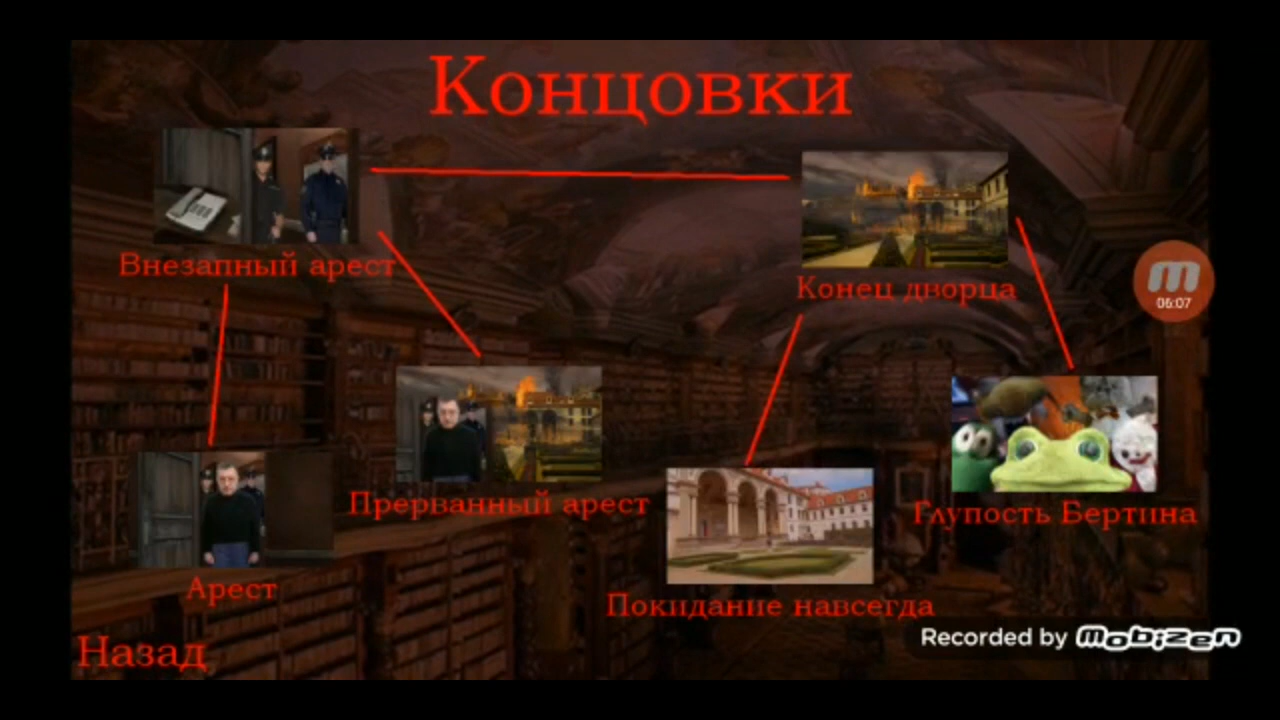 Концовки
Внезапный арест
Конец дворца
06:07
Прерванный арест
Глупость Бертина
Арест
Покидание навсегда
Назад
Recorded by mobizen